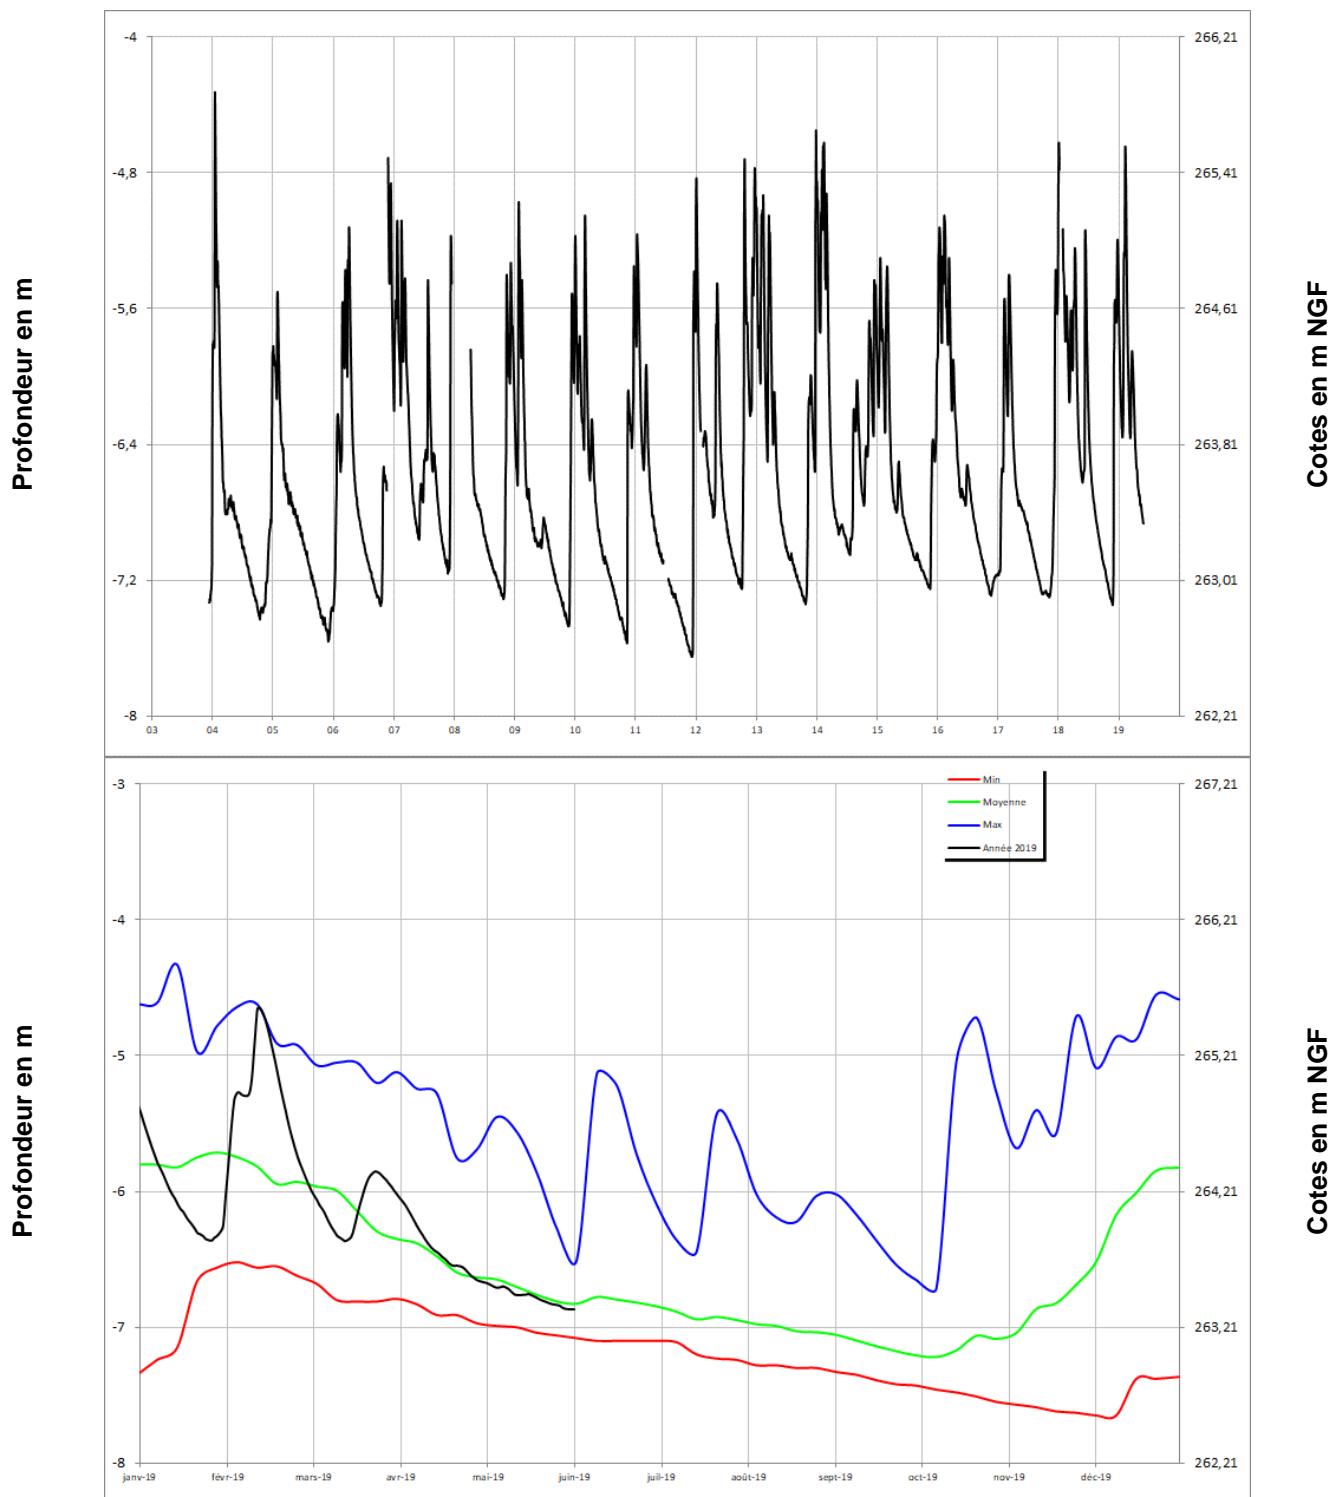 Profondeur en m
-4
-4,8
-5,6
-6,4
-7,2
-8
266,21
265,41
264,61
263,81
263,01
262,21
Cotes en m NGF
03 04 05 06 07 08 09 10 11 12 13 14 15 16 17 18 19
Profondeur en m
-3
-4
-5
-6
-7
-8
Min
Moyenne
Max
Année 2019
267,21
266,21
265,21
264,21
263,21
262,21
Cotes en m NGF
janv-19 févr-19 mars-19 avr-19 mai-19 juin-19 juil-19 août-19 sept-19 oct-19 nov-19 déc-19